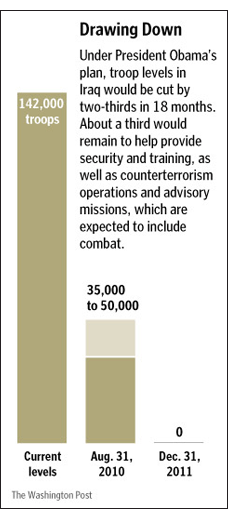 Drawing Down
Under President Obama's
plan, troop levels in
Iraq would be cut by
two-thirds in 18 months.
About a third would
remain to help provide
security and training, as
well as counterterrorism
operations and advisory
missions, which are
expected to include
combat.
142,000
troops
35,000
to 50,000
0
Current
levels
Aug. 31,
2010
Dec. 31,
2011
The Washington Post